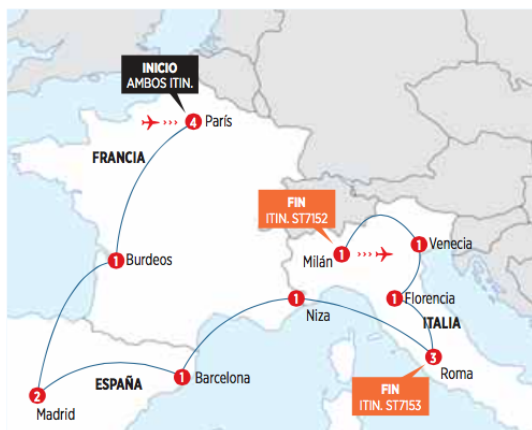 INICIO
AMBOS ITIN.
4 París
FRANCIA
FIN
ITIN. ST7152
1 Burdeos
Milán 1
1 Venecia
1
Niza
1 Florencia
ITALIA
3
Roma
ESPAÑA
1 Barcelona
2
Madrid
FIN
ITIN. ST7153